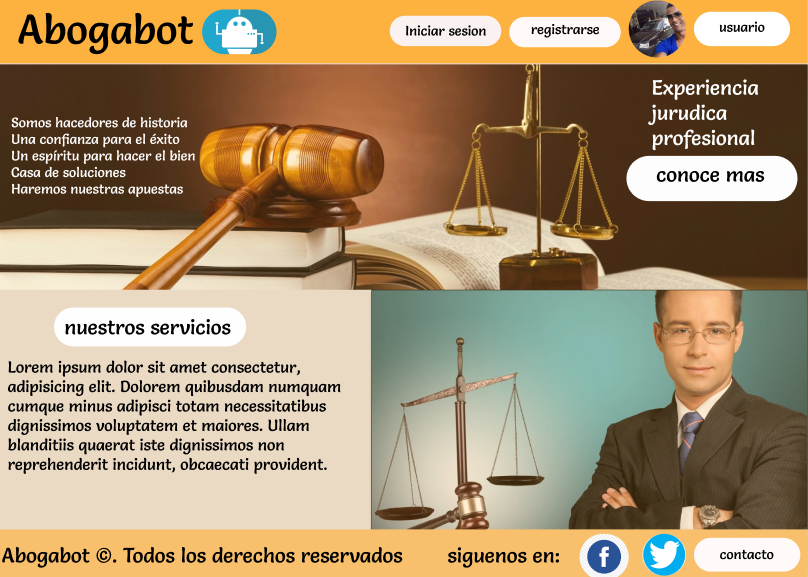 Abogabot
Iniciar sesion
registrarse
usuario
Somos hacedores de historia
Una confianza para el éxito
Un espíritu para hacer el bien
Casa de soluciones
Haremos nuestras apuestas
Experiencia
jurudica
profesional
conoce mas
nuestros servicios
Lorem ipsum dolor sit amet consectetur,
adipisicing elit. Dolorem quibusdam numquam
cumque minus adipisci totam necessitatibus
dignissimos voluptatem et maiores. Ullam
blanditiis quaerat iste dignissimos non
reprehenderit incidunt, obcaecati provident.
Abogabot ©. Todos los derechos reservados
siguenos en:
f
contacto